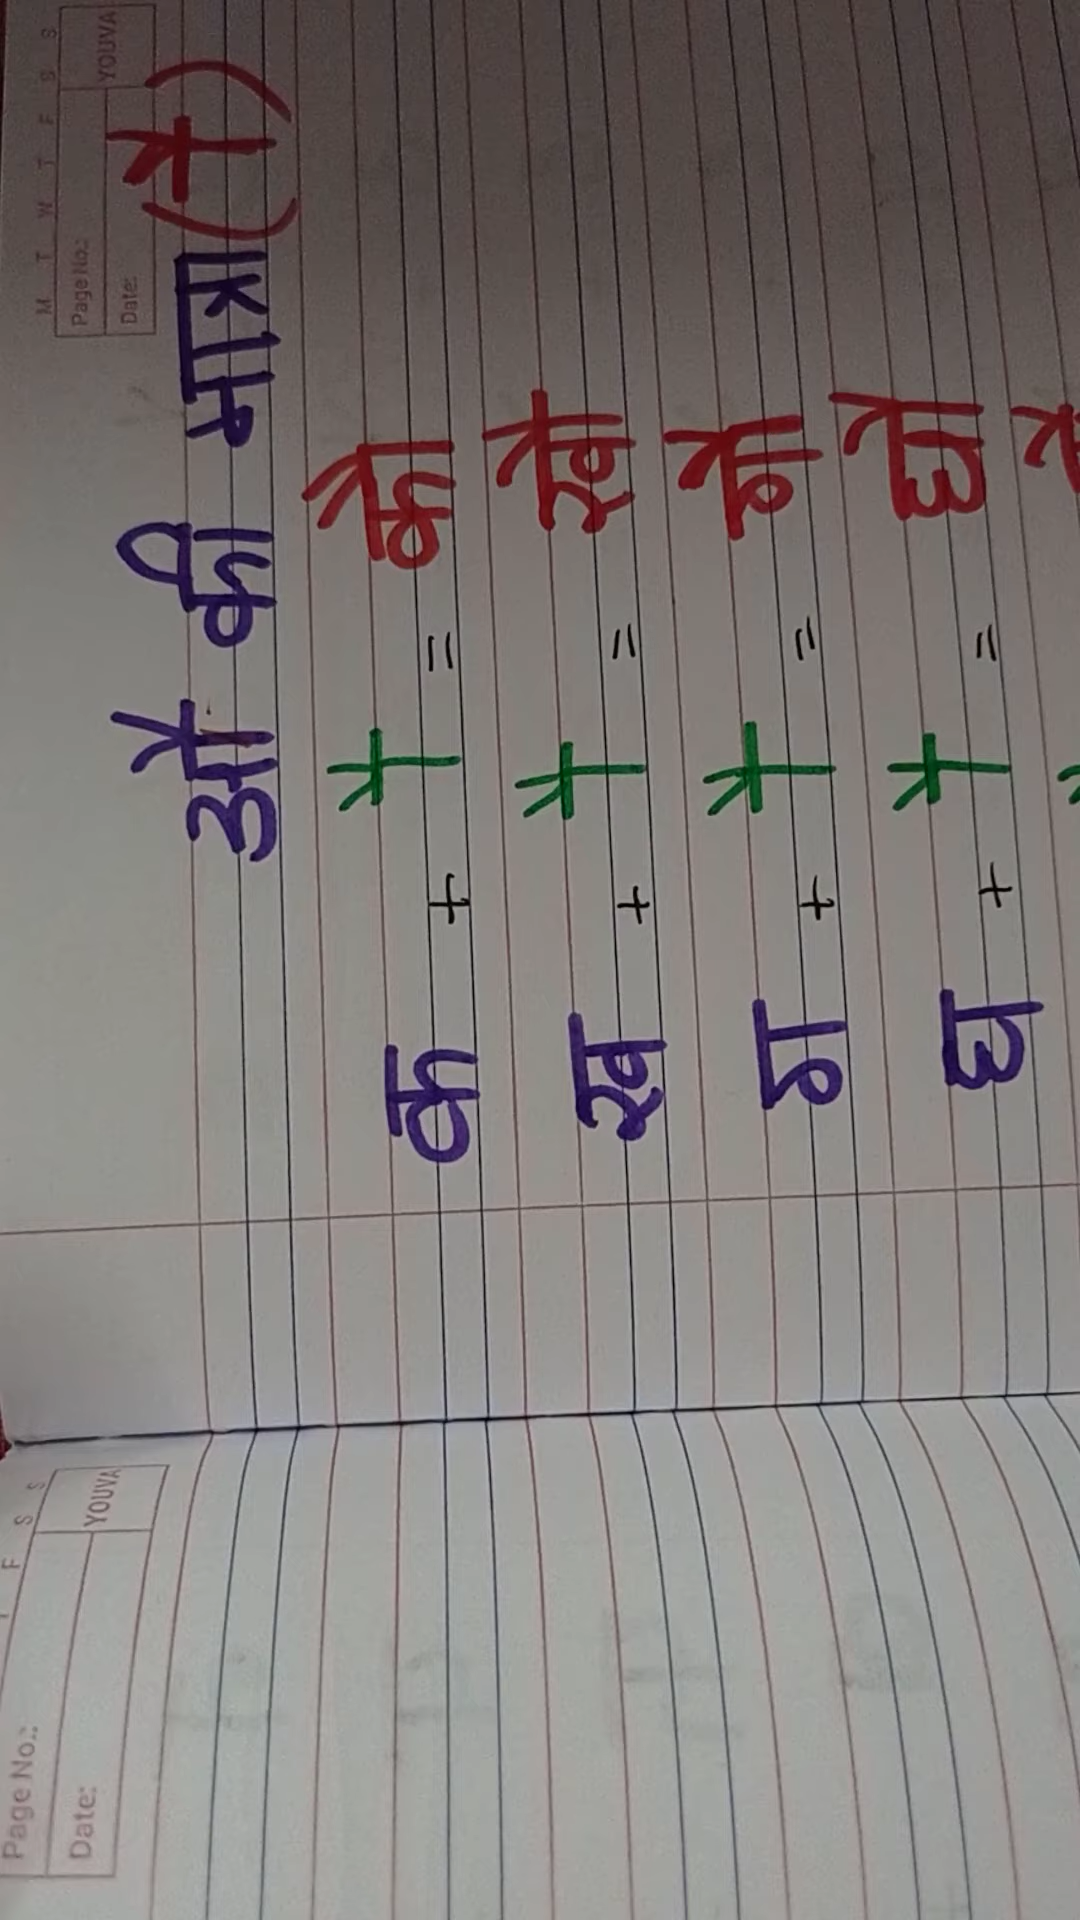 M T W T F S S
Page No.:
Date: YOUVA
औ की मात्रा (ौ)
क + ौ = कौ
ख + ौ = खौ
ग + ौ = गौ
घ + ौ = घौ
F S S
Page No.:
Date: YOUVA